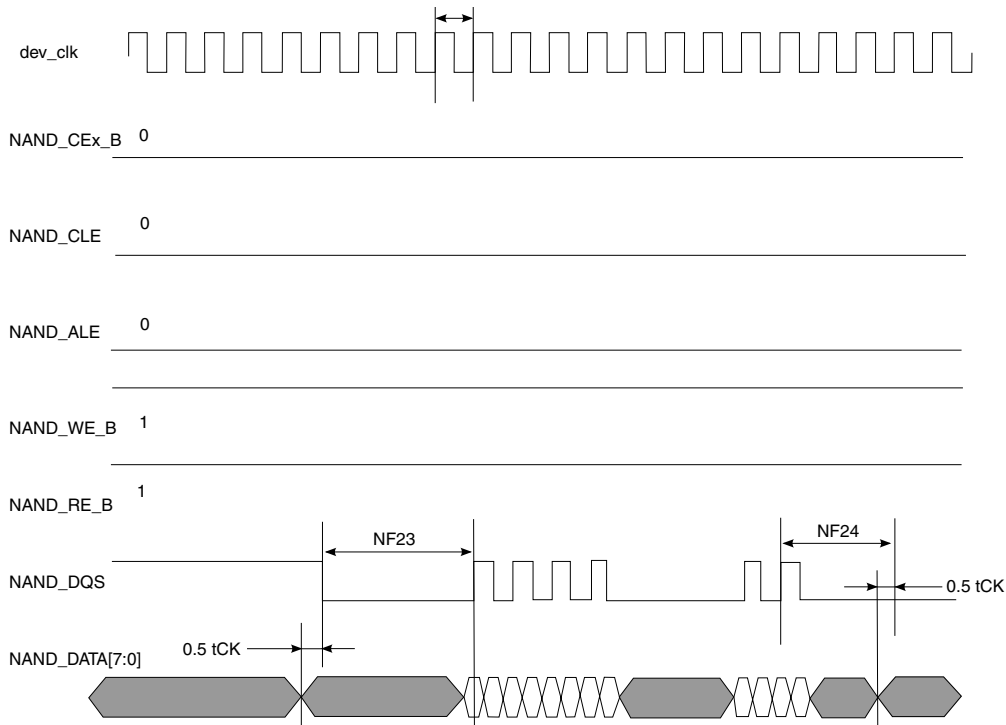 dev_clk
NAND_CEx_B 0
NAND_CLE 0
NAND_ALE 0
NAND_WE_B 1
NAND_RE_B 1
NF23
NF24
NAND_DQS
0.5 tCK
0.5 tCK
NAND_DATA[7:0]